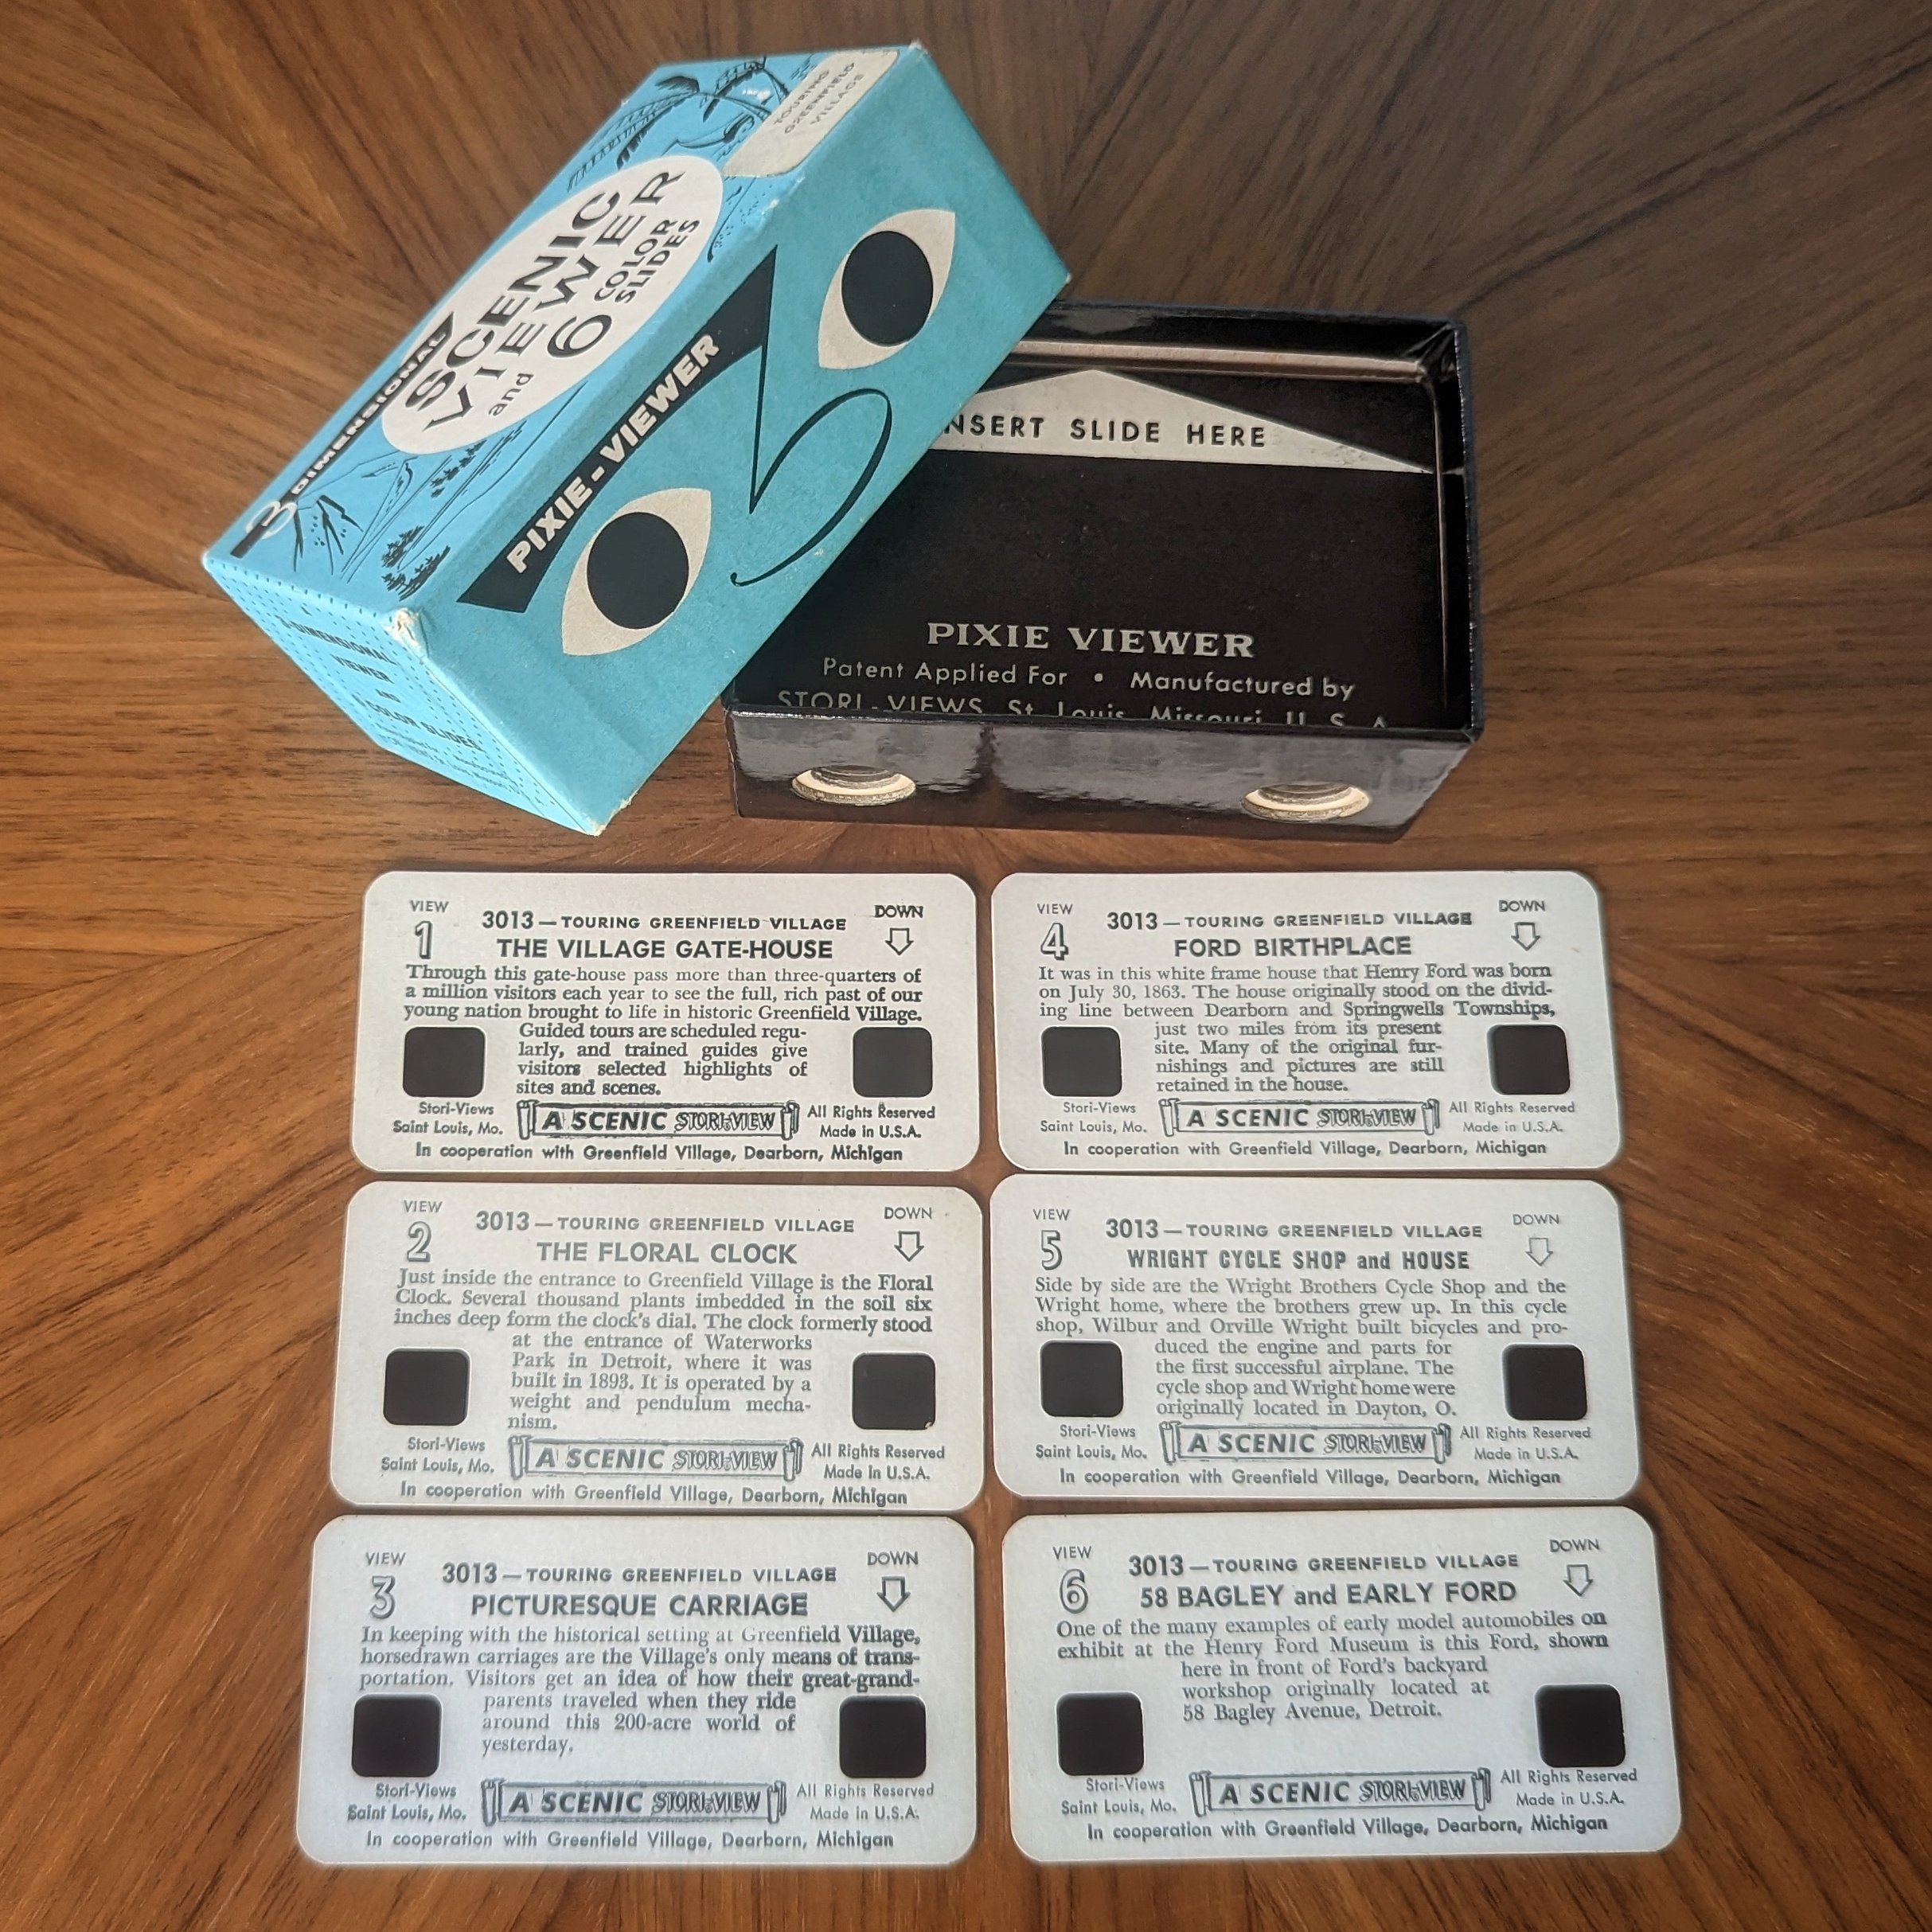 TOURING
GREENFIELD
VILLAGE
3 DIMENSIONAL
SCENIC
VIEWER
and 6 COLOR
SLIDES
PIXIE-VIEWER
3-DIMENSIONAL
VIEWER
AND
6 COLOR SLIDES
NSERT SLIDE HERE
PIXIE VIEWER
Patent Applied For • Manufactured by
STORI-VIEWS St. Louis, Missouri, U. S. A.
VIEW
1
3013 — TOURING GREENFIELD VILLAGE
DOWN
THE VILLAGE GATE-HOUSE
Through this gate-house pass more than three-quarters of
a million visitors each year to see the full, rich past of our
young nation brought to life in historic Greenfield Village.
Guided tours are scheduled regu-
larly, and trained guides give
visitors selected highlights of
sites and scenes.
Stori-Views
Saint Louis, Mo.
A SCENIC STORI-VIEW
All Rights Reserved
Made in U.S.A.
In cooperation with Greenfield Village, Dearborn, Michigan
VIEW
2
3013 — TOURING GREENFIELD VILLAGE
DOWN
THE FLORAL CLOCK
Just inside the entrance to Greenfield Village is the Floral
Clock. Several thousand plants imbedded in the soil six
inches deep form the clock's dial. The clock formerly stood
at the entrance of Waterworks
Park in Detroit, where it was
built in 1893. It is operated by a
weight and pendulum mecha-
nism.
Stori-Views
Saint Louis, Mo.
A SCENIC STORI-VIEW
All Rights Reserved
Made in U.S.A.
In cooperation with Greenfield Village, Dearborn, Michigan
VIEW
3
3013 — TOURING GREENFIELD VILLAGE
DOWN
PICTURESQUE CARRIAGE
In keeping with the historical setting at Greenfield Village,
horsedrawn carriages are the Village's only means of trans-
portation. Visitors get an idea of how their great-grand-
parents traveled when they ride
around this 200-acre world of
yesterday.
Stori-Views
Saint Louis, Mo.
A SCENIC STORI-VIEW
All Rights Reserved
Made in U.S.A.
In cooperation with Greenfield Village, Dearborn, Michigan
VIEW
4
3013 — TOURING GREENFIELD VILLAGE
DOWN
FORD BIRTHPLACE
It was in this white frame house that Henry Ford was born
on July 30, 1863. The house originally stood on the divid-
ing line between Dearborn and Springwells Townships,
just two miles from its present
site. Many of the original fur-
nishings and pictures are still
retained in the house.
Stori-Views
Saint Louis, Mo.
A SCENIC STORI-VIEW
All Rights Reserved
Made in U.S.A.
In cooperation with Greenfield Village, Dearborn, Michigan
VIEW
5
3013 — TOURING GREENFIELD VILLAGE
DOWN
WRIGHT CYCLE SHOP and HOUSE
Side by side are the Wright Brothers Cycle Shop and the
Wright home, where the brothers grew up. In this cycle
shop, Wilbur and Orville Wright built bicycles and pro-
duced the engine and parts for
the first successful airplane. The
cycle shop and Wright home were
originally located in Dayton, O.
Stori-Views
Saint Louis, Mo.
A SCENIC STORI-VIEW
All Rights Reserved
Made in U.S.A.
In cooperation with Greenfield Village, Dearborn, Michigan
VIEW
6
3013 — TOURING GREENFIELD VILLAGE
DOWN
58 BAGLEY and EARLY FORD
One of the many examples of early model automobiles on
exhibit at the Henry Ford Museum is this Ford, shown
here in front of Ford's backyard
workshop originally located at
58 Bagley Avenue, Detroit.
Stori-Views
Saint Louis, Mo.
A SCENIC STORI-VIEW
All Rights Reserved
Made in U.S.A.
In cooperation with Greenfield Village, Dearborn, Michigan